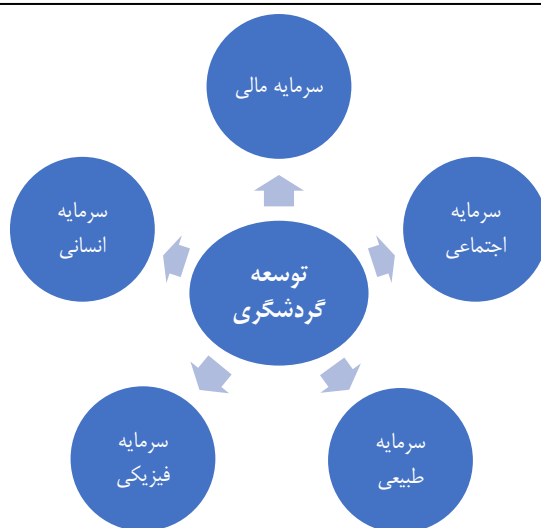 سرمایه مالی
سرمایه
اجتماعی
سرمایه
انسانی
توسعه
گردشگری
سرمایه
طبیعی
سرمایه
فیزیکی